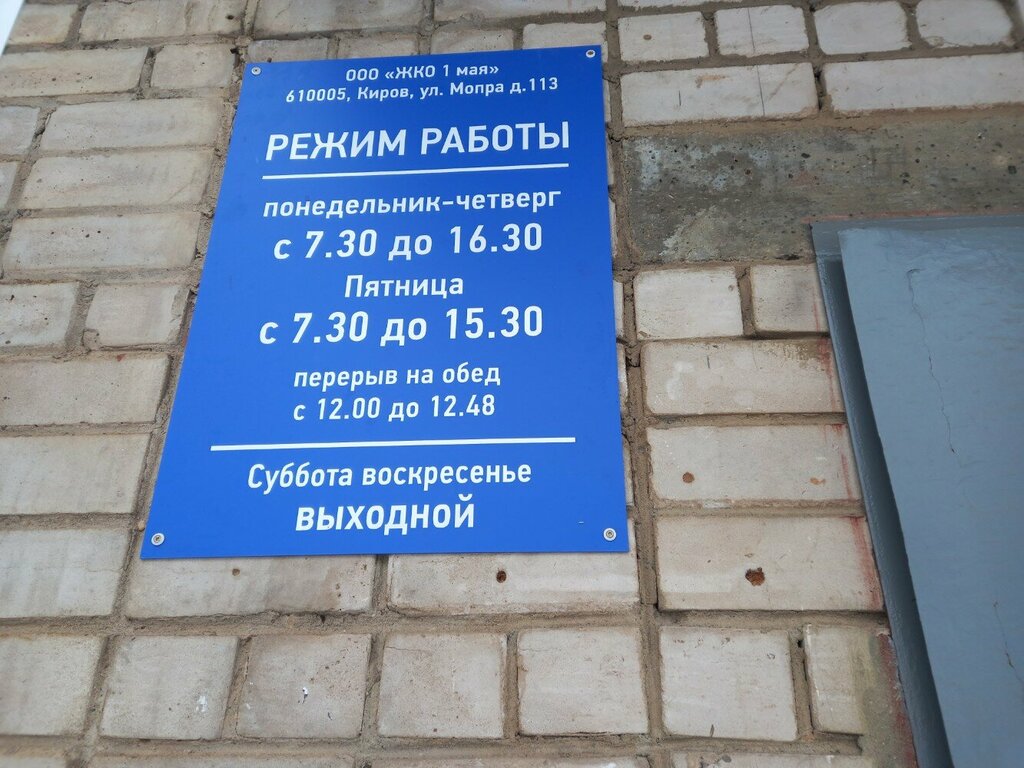 ООО «ЖКО 1 мая»
610005, Киров, ул. Мопра д.113
РЕЖИМ РАБОТЫ
понедельник-четверг
с 7.30 до 16.30
Пятница
с 7.30 до 15.30
перерыв на обед
с 12.00 до 12.48
Суббота воскресенье
ВЫХОДНОЙ